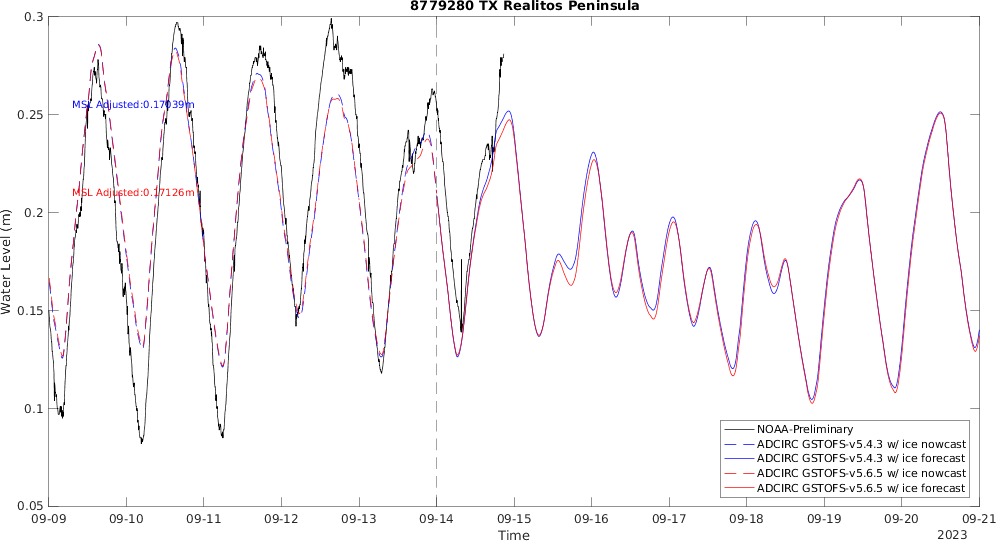 8779280 TX Realitos Peninsula
0.3
0.25
0.2
0.15
0.1
0.05
Water Level (m)
MSL Adjusted:0.17039m
MSL Adjusted:0.17126m
NOAA-Preliminary
ADCIRC GSTOFS-v5.4.3 w/ ice nowcast
ADCIRC GSTOFS-v5.4.3 w/ ice forecast
ADCIRC GSTOFS-v5.6.5 w/ ice nowcast
ADCIRC GSTOFS-v5.6.5 w/ ice forecast
09-09 09-10 09-11 09-12 09-13 09-14 09-15 09-16 09-17 09-18 09-19 09-20 09-21
Time
2023